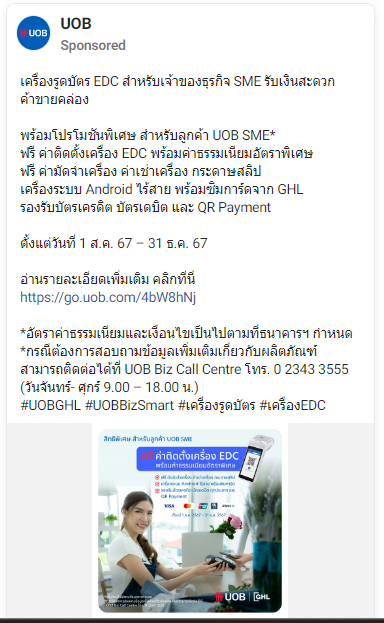 UOB
UOB
Sponsored
เครื่องรูดบัตร EDC สำหรับเจ้าของธุรกิจ SME รับเงินสะดวก
ค้าขายคล่อง
พร้อมโปรโมชันพิเศษ สำหรับลูกค้า UOB SME*
ฟรี ค่าติดตั้งเครื่อง EDC พร้อมค่าธรรมเนียมอัตราพิเศษ
ฟรี ค่ามัดจำเครื่อง ค่าเช่าเครื่อง กระดาษสลิป
เครื่องระบบ Android ไร้สาย พร้อมซิมการ์ดจาก GHL
รองรับบัตรเครดิต บัตรเดบิต และ QR Payment
ตั้งแต่วันที่ 1 ส.ค. 67 – 31 ธ.ค. 67
อ่านรายละเอียดเพิ่มเติม คลิกที่นี่
https://go.uob.com/4bW8hNj
*อัตราค่าธรรมเนียมและเงื่อนไขเป็นไปตามที่ธนาคารฯ กำหนด
*กรณีต้องการสอบถามข้อมูลเพิ่มเติมเกี่ยวกับผลิตภัณฑ์
สามารถติดต่อได้ที่ UOB Biz Call Centre โทร. 0 2343 3555
(วันจันทร์- ศุกร์ 9.00 – 18.00 น.)
#UOBGHL #UOBBizSmart #เครื่องรูดบัตร #เครื่องEDC
สิทธิพิเศษ สำหรับลูกค้า UOB SME
ฟรี ค่าติดตั้งเครื่อง EDC
พร้อมค่าธรรมเนียมอัตราพิเศษ
QR Payment
VISA
UOB GHL